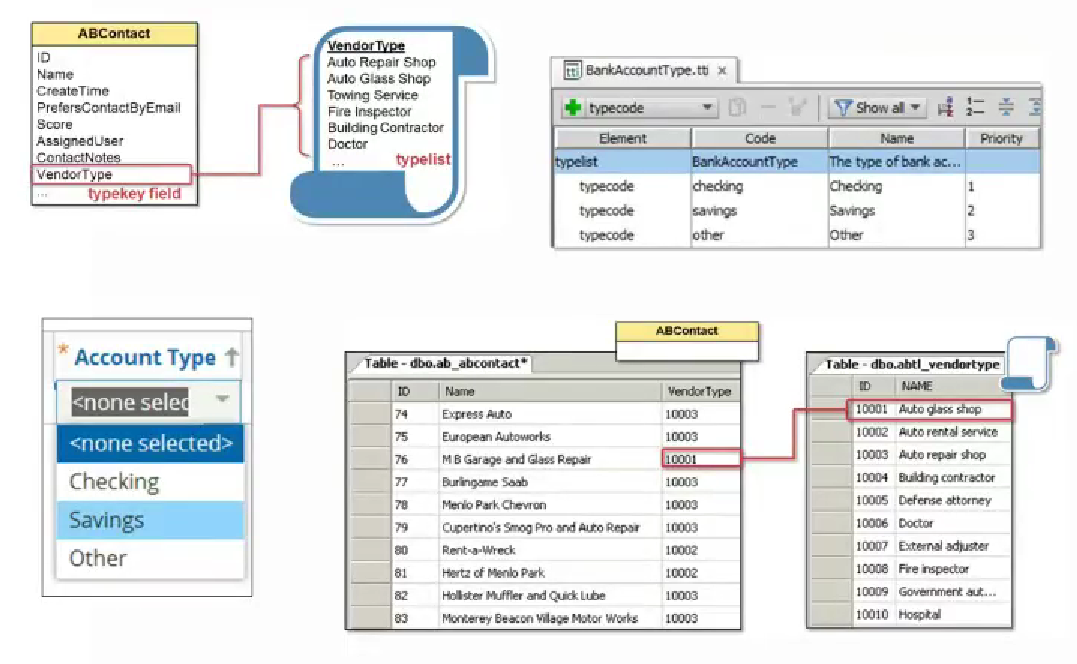 ABContact
ID
Name
CreateTime
PrefersContactByEmail
Score
AssignedUser
ContactNotes
VendorType
... typekey field
VendorType
Auto Repair Shop
Auto Glass Shop
Towing Service
Fire Inspector
Building Contractor
Doctor
... typelist
BankAccountType.tti ×
typecode Show all
Element Code Name Priority
typelist BankAccountType The type of bank ac...
typecode checking Checking 1
typecode savings Savings 2
typecode other Other 3
* Account Type
<none selec
<none selected>
Checking
Savings
Other
ABContact
Table - dbo.ab_abcontact*
ID Name VendorType
74 Express Auto 10003
75 European Autoworks 10003
76 M B Garage and Glass Repair 10001
77 Burlingame Saab 10003
78 Menlo Park Chevron 10003
79 Cupertino's Smog Pro and Auto Repair 10003
80 Rent-a-Wreck 10002
81 Hertz of Menlo Park 10002
82 Hollister Muffler and Quick Lube 10003
83 Monterey Beacon Village Motor Works 10003
Table - dbo.abtl_vendortype
ID NAME
10001 Auto glass shop
10002 Auto rental service
10003 Auto repair shop
10004 Building contractor
10005 Defense attorney
10006 Doctor
10007 External adjuster
10008 Fire inspector
10009 Government aut...
10010 Hospital